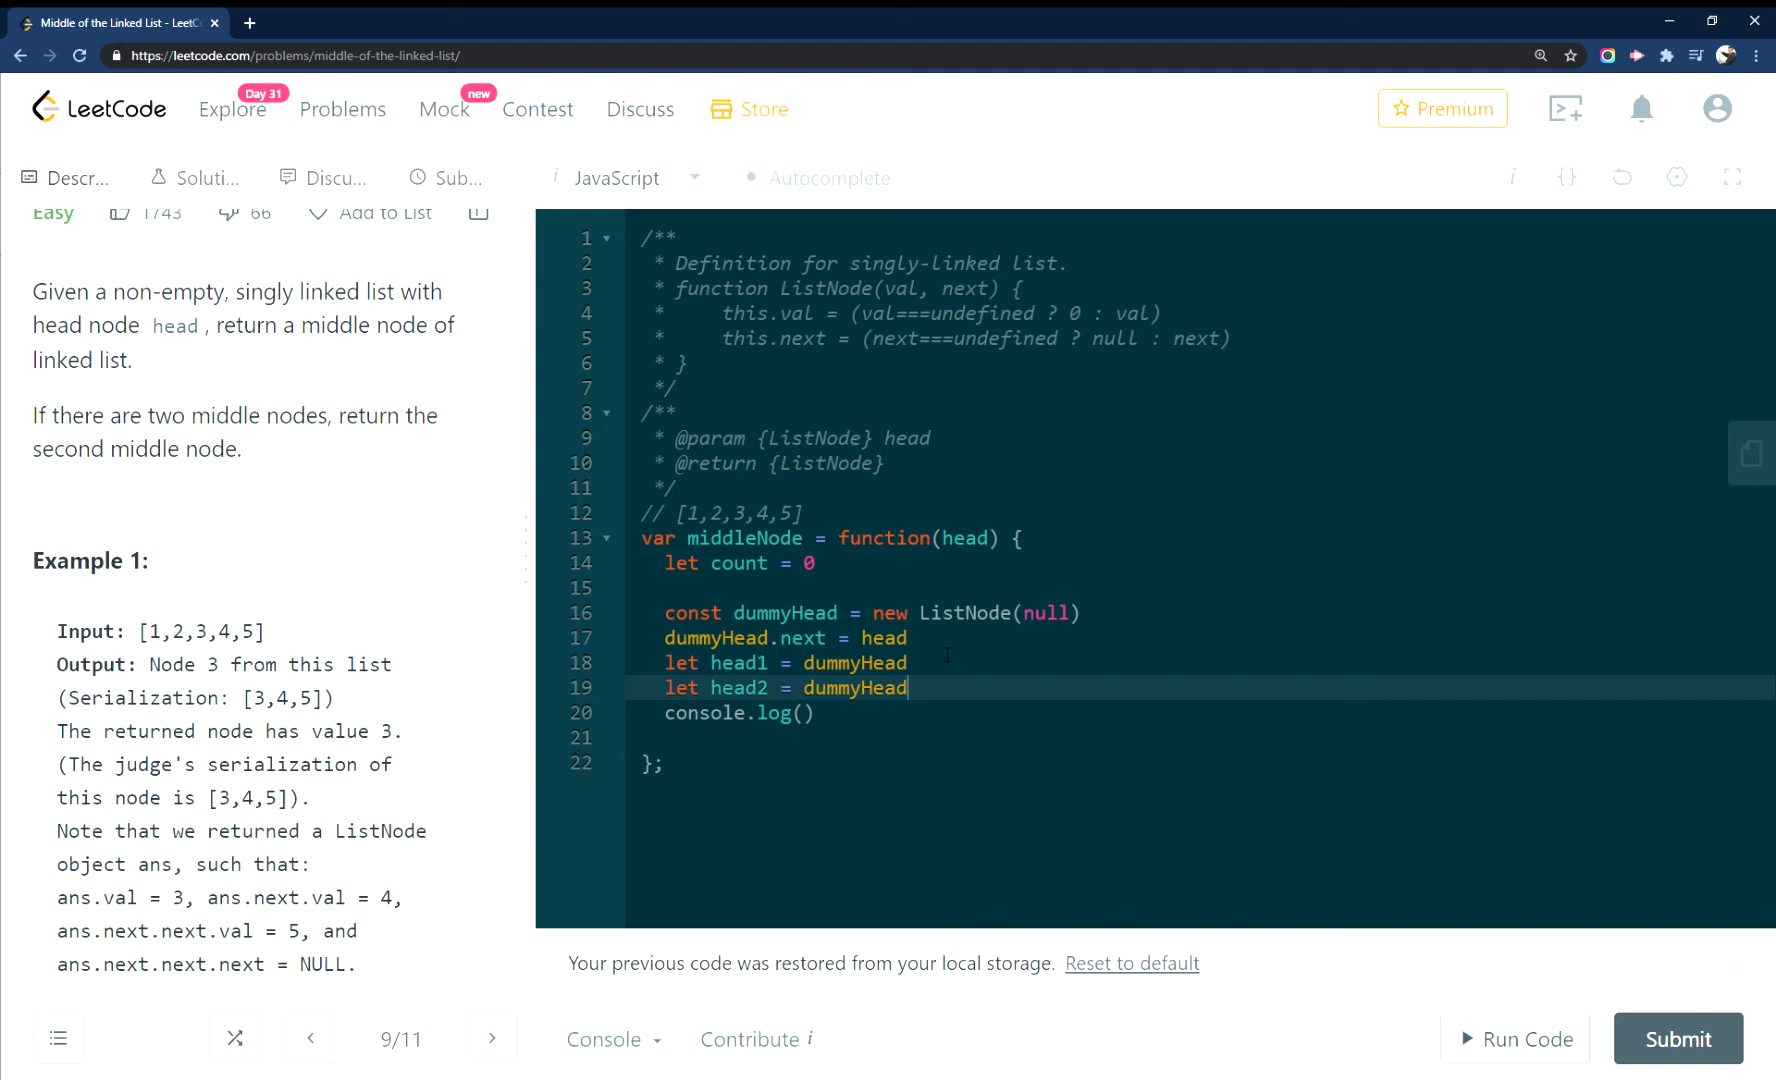 Middle of the Linked List - LeetC
https://leetcode.com/problems/middle-of-the-linked-list/
LeetCode Explore Day 31 Problems Mock new Contest Discuss Store Premium
Descr... Soluti... Discu... Sub...
i JavaScript Autocomplete i {}
Easy 1743 66 Add to List
Given a non-empty, singly linked list with
head node head, return a middle node of
linked list.
If there are two middle nodes, return the
second middle node.
Example 1:
Input: [1,2,3,4,5]
Output: Node 3 from this list
(Serialization: [3,4,5])
The returned node has value 3.
(The judge's serialization of
this node is [3,4,5]).
Note that we returned a ListNode
object ans, such that:
ans.val = 3, ans.next.val = 4,
ans.next.next.val = 5, and
ans.next.next.next = NULL.
1 /**
2 * Definition for singly-linked list.
3 * function ListNode(val, next) {
4 *     this.val = (val===undefined ? 0 : val)
5 *     this.next = (next===undefined ? null : next)
6 * }
7 */
8 /**
9 * @param {ListNode} head
10 * @return {ListNode}
11 */
12 // [1,2,3,4,5]
13 var middleNode = function(head) {
14 let count = 0
15
16 const dummyHead = new ListNode(null)
17 dummyHead.next = head
18 let head1 = dummyHead
19 let head2 = dummyHead
20 console.log()
21
22 };
Your previous code was restored from your local storage. Reset to default
9/11
Console Contribute i Run Code Submit